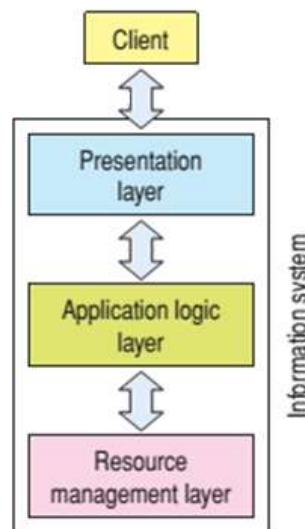 Client
Presentation
layer
Application logic
layer
Resource
management layer
Information system